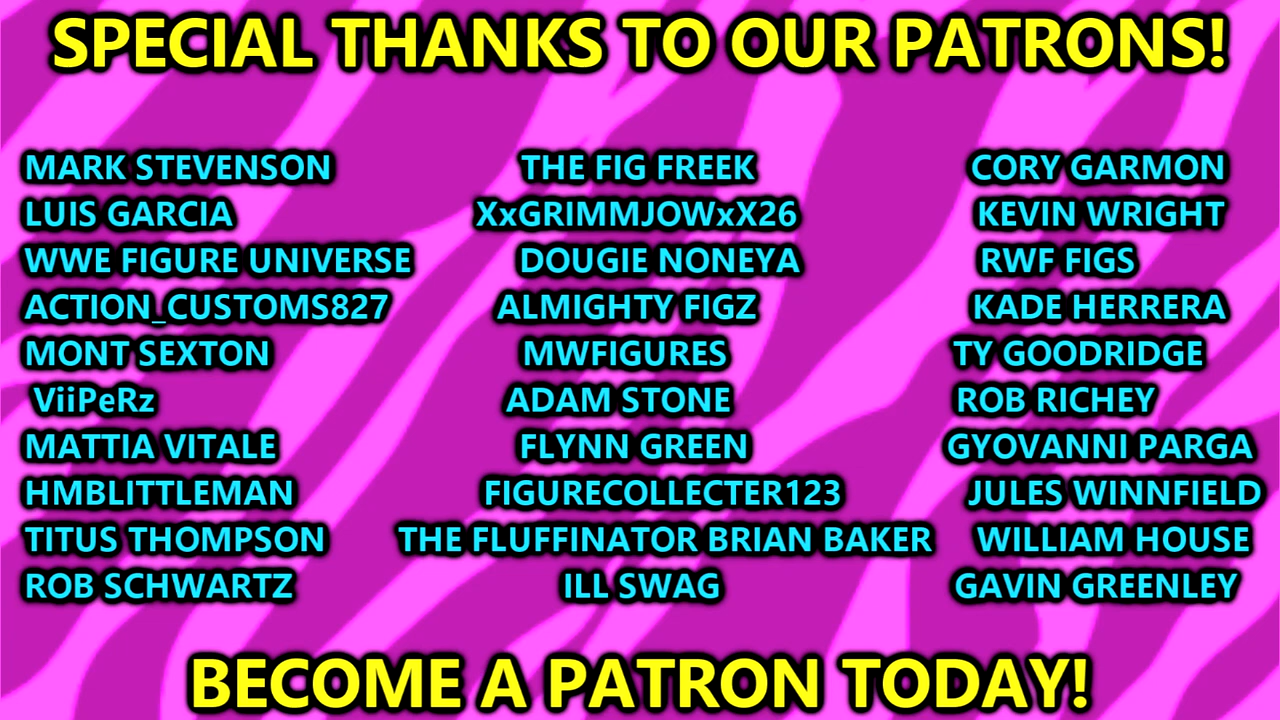 SPECIAL THANKS TO OUR PATRONS!
MARK STEVENSON
LUIS GARCIA
WWE FIGURE UNIVERSE
ACTION_CUSTOMS827
MONT SEXTON
ViiPeRz
MATTIA VITALE
HMBLITTLEMAN
TITUS THOMPSON
ROB SCHWARTZ
THE FIG FREEK
XxGRIMMJOWxX26
DOUGIE NONEYA
ALMIGHTY FIGZ
MWFIGURES
ADAM STONE
FLYNN GREEN
FIGURECOLLECTER123
THE FLUFFINATOR BRIAN BAKER
ILL SWAG
CORY GARMON
KEVIN WRIGHT
RWF FIGS
KADE HERRERA
TY GOODRIDGE
ROB RICHEY
GYOVANNI PARGA
JULES WINNFIELD
WILLIAM HOUSE
GAVIN GREENLEY
BECOME A PATRON TODAY!